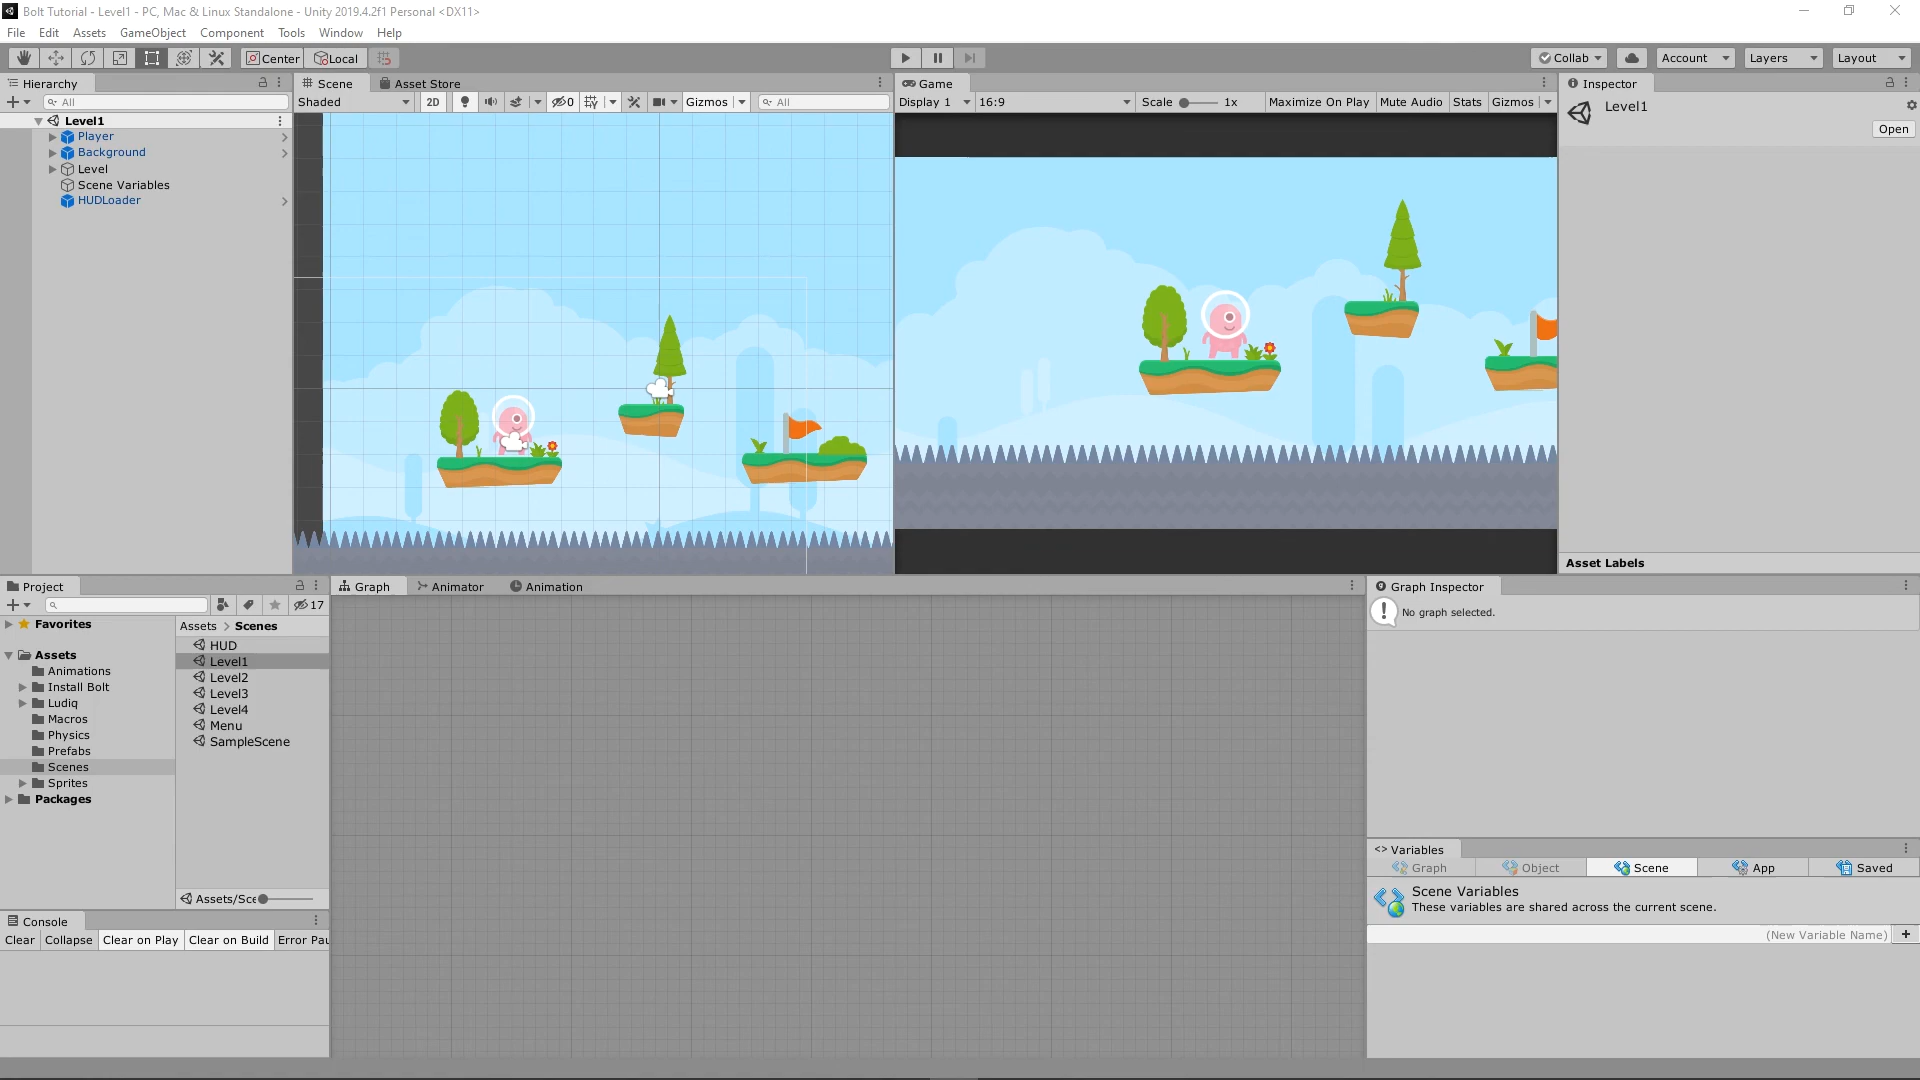 Bolt Tutorial - Level1 - PC, Mac & Linux Standalone - Unity 2019.4.2f1 Personal <DX11>
File Edit Assets GameObject Component Tools Window Help
Center Local Collab Account Layers Layout
Hierarchy
All
Level1
Player
Background
Level
Scene Variables
HUDLoader
Scene Asset Store
Shaded 2D 0 Gizmos All
Game
Display 1 16:9 Scale 1x Maximize On Play Mute Audio Stats Gizmos
Inspector
Level1
Open
Asset Labels
Project
17
Favorites
Assets
Animations
Install Bolt
Ludiq
Macros
Physics
Prefabs
Scenes
Sprites
Packages
Assets > Scenes
HUD
Level1
Level2
Level3
Level4
Menu
SampleScene
Assets/Sce
Console
Clear Collapse Clear on Play Clear on Build Error Pau
Graph Animator Animation
Graph Inspector
No graph selected.
<> Variables
Graph Object Scene App Saved
Scene Variables
These variables are shared across the current scene.
(New Variable Name) +